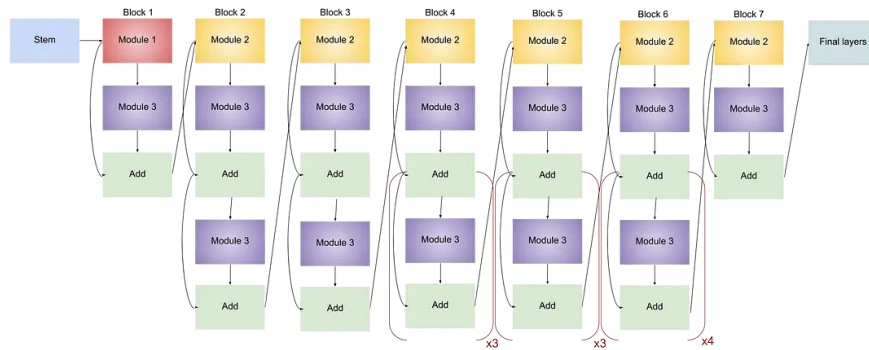 Block 1 Block 2 Block 3 Block 4 Block 5 Block 6 Block 7
Stem Module 1 Module 2 Module 2 Module 2 Module 2 Module 2 Module 2 Final layers
Module 3 Module 3 Module 3 Module 3 Module 3 Module 3 Module 3
Add Add Add Add Add Add Add
Module 3 Module 3 Module 3 Module 3 Module 3
Add Add Add Add Add
x3 x3 x4